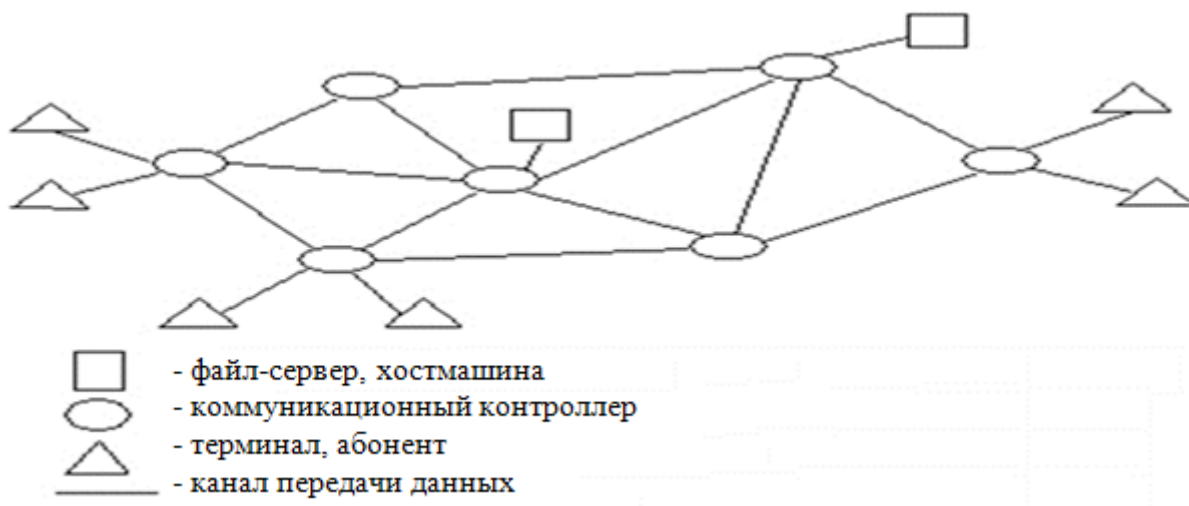 - файл-сервер, хостмашина
- коммуникационный контроллер
- терминал, абонент
- канал передачи данных